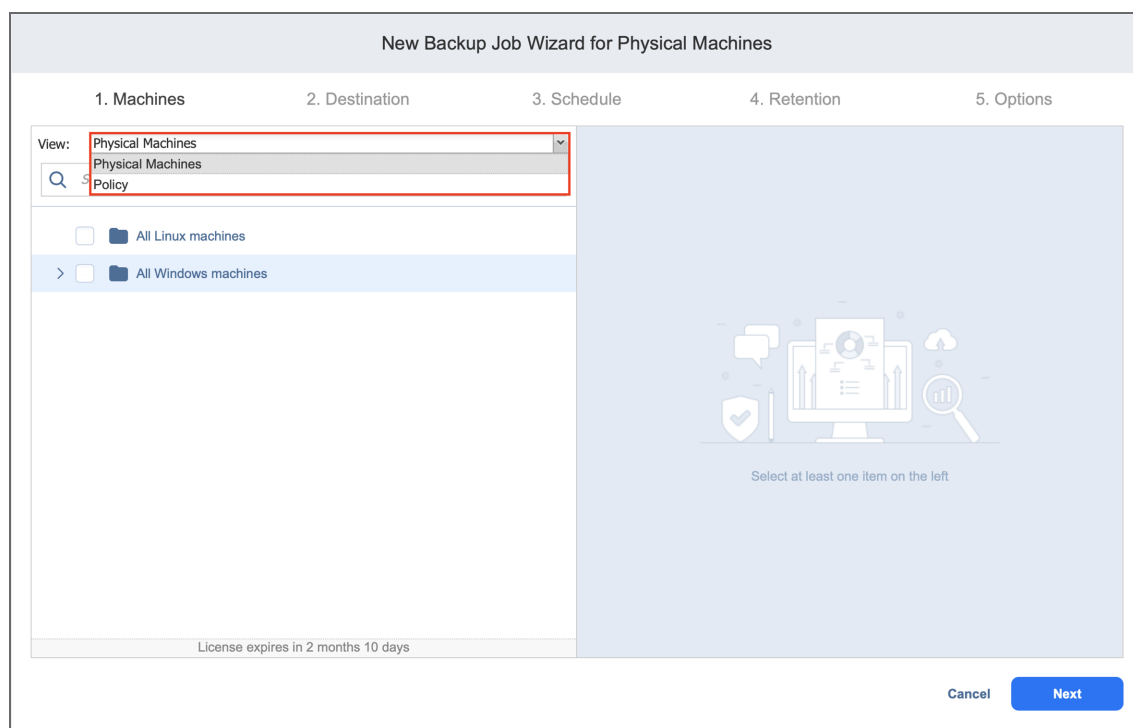 New Backup Job Wizard for Physical Machines
1. Machines 2. Destination 3. Schedule 4. Retention 5. Options
View: Physical Machines
Physical Machines
Policy
All Linux machines
All Windows machines
Select at least one item on the left
License expires in 2 months 10 days
Cancel Next